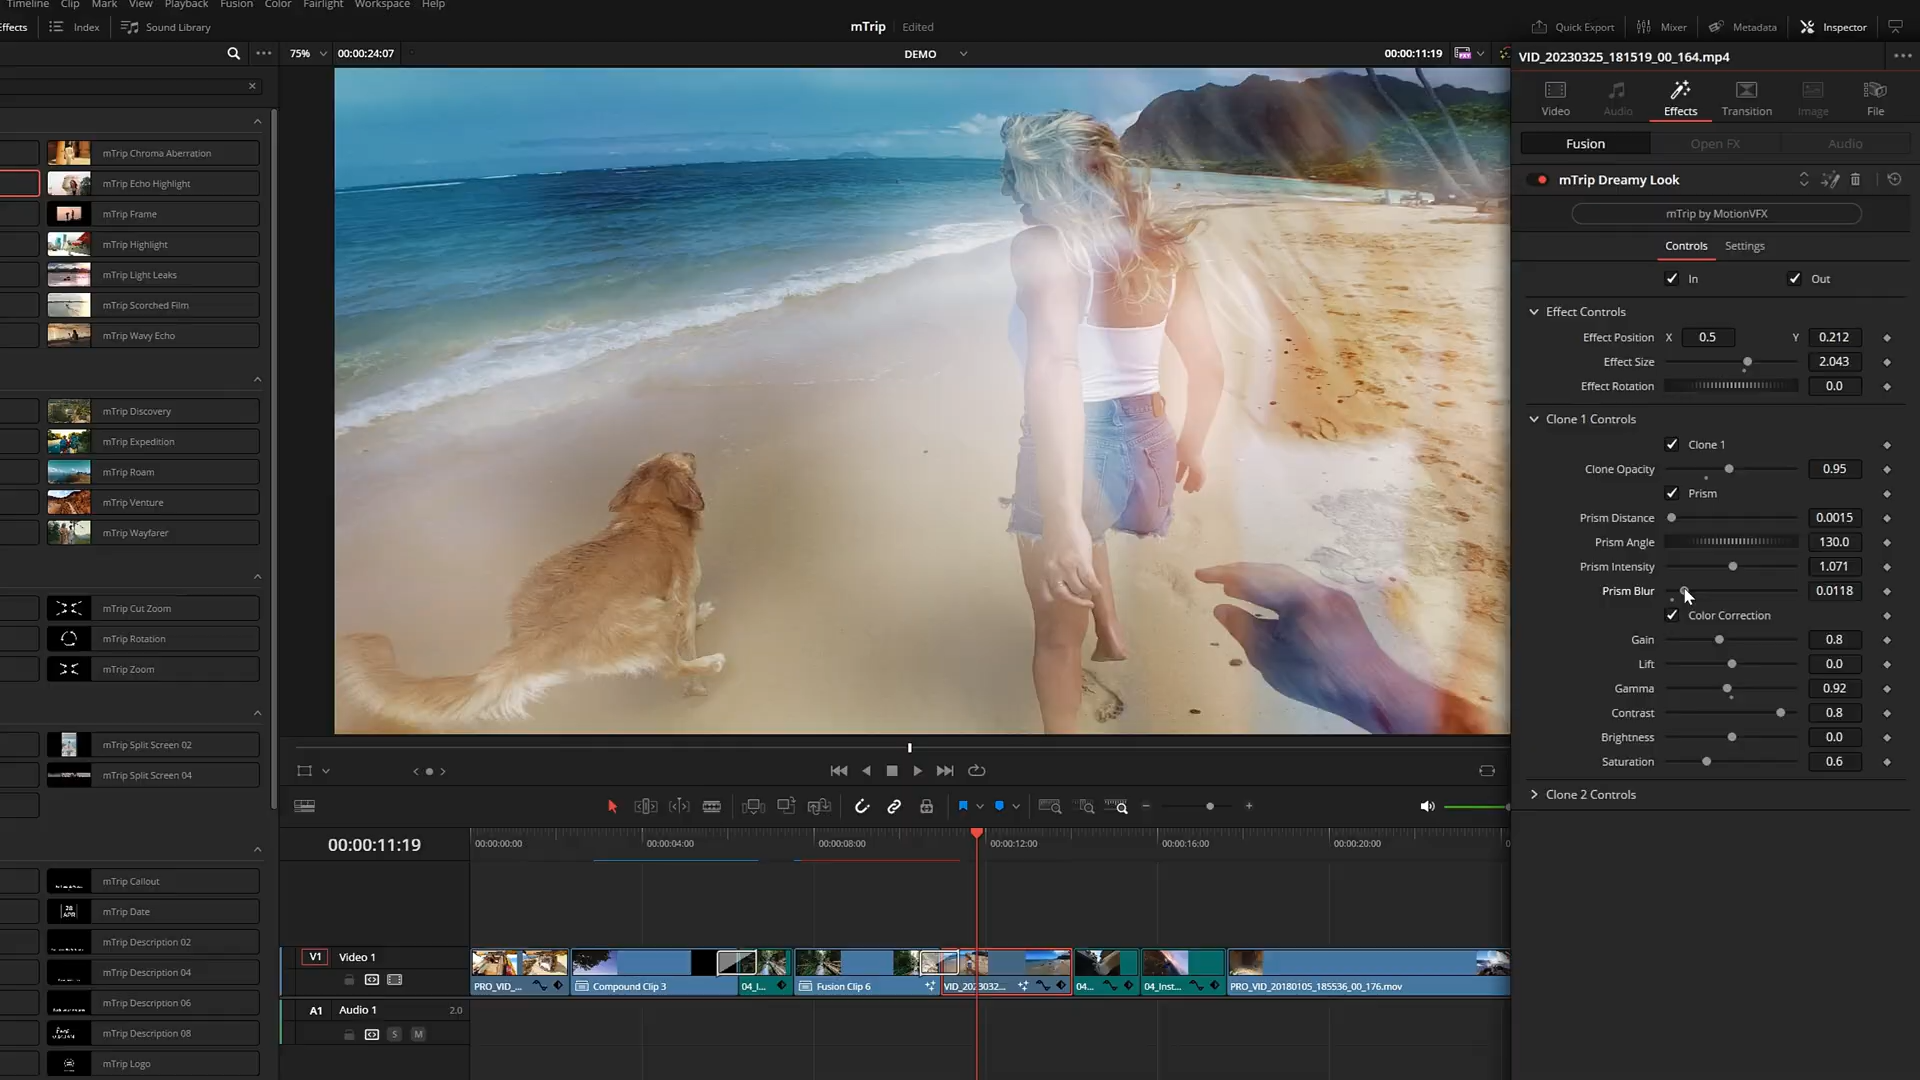 Timeline Clip Mark View Playback Fusion Color Fairlight Workspace Help
Effects Index Sound Library
mTrip Edited
Quick Export Mixer Metadata Inspector
75% 00:00:24:07
DEMO
00:00:11:19
VID_20230325_181519_00_164.mp4
Video Audio Effects Transition Image File
Fusion Open FX Audio
mTrip Dreamy Look
mTrip by MotionVFX
Controls Settings
In Out
Effect Controls
Effect Position X 0.5 Y 0.212
Effect Size 2.043
Effect Rotation 0.0
Clone 1 Controls
Clone 1
Clone Opacity 0.95
Prism
Prism Distance 0.0015
Prism Angle 130.0
Prism Intensity 1.071
Prism Blur 0.0118
Color Correction
Gain 0.8
Lift 0.0
Gamma 0.92
Contrast 0.8
Brightness 0.0
Saturation 0.6
Clone 2 Controls
mTrip Chroma Aberration
mTrip Echo Highlight
mTrip Frame
mTrip Highlight
mTrip Light Leaks
mTrip Scorched Film
mTrip Wavy Echo
mTrip Discovery
mTrip Expedition
mTrip Roam
mTrip Venture
mTrip Wayfarer
mTrip Cut Zoom
mTrip Rotation
mTrip Zoom
mTrip Split Screen 02
mTrip Split Screen 04
mTrip Callout
28 APR mTrip Date
mTrip Description 02
mTrip Description 04
mTrip Description 06
mTrip Description 08
mTrip Logo
00:00:11:19
00:00:00:00 00:00:04:00 00:00:08:00 00:00:12:00 00:00:16:00 00:00:20:00
V1 Video 1
PRO_VID_... Compound Clip 3 04_I... Fusion Clip 6 VID_202303... 04... 04_Inst... PRO_VID_20180105_185536_00_176.mov
A1 Audio 1 2.0
S M